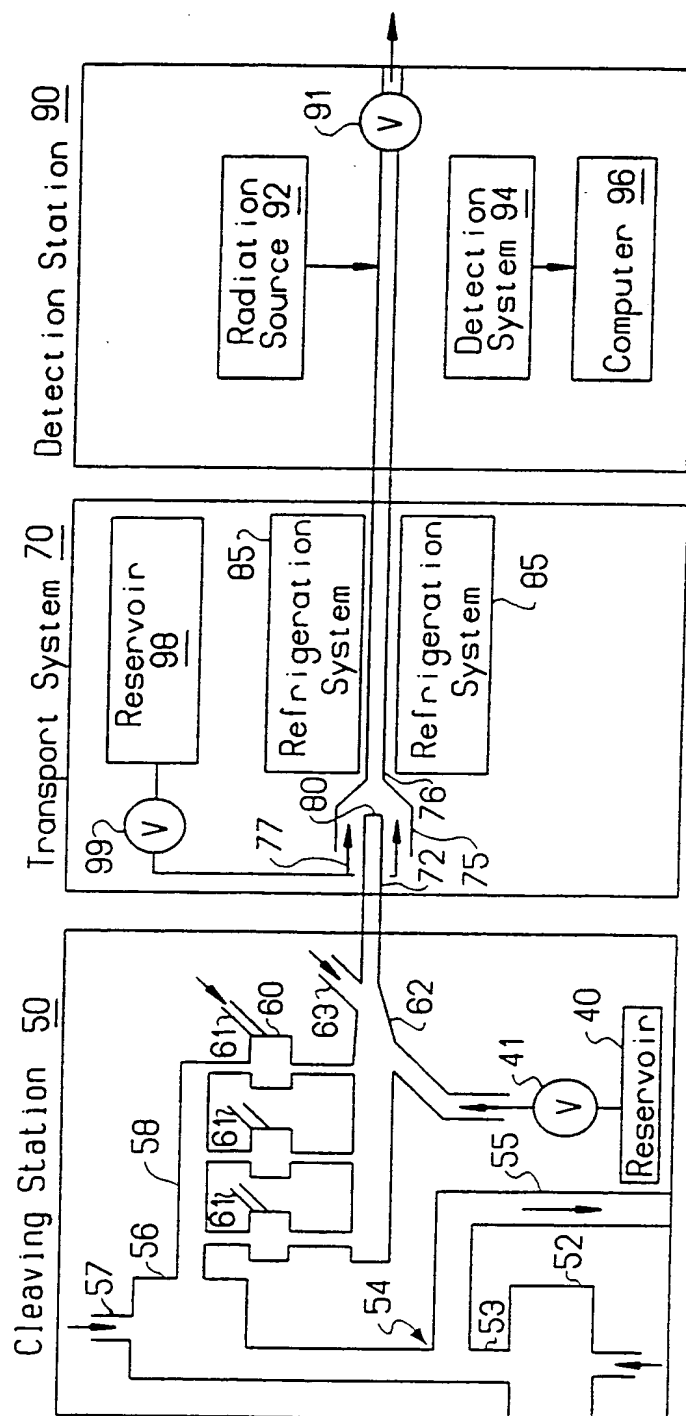 Cleaving Station 50
57
56
58
61
61
61
60
63
62
54
53
52
55
41
V
40
Reservoir
Transport System 70
99
V
Reservoir
98
77
80
85
Refrigeration
System
72
75
76
Refrigeration
System
85
Detection Station 90
Radiation
Source 92
91
V
Detection
System 94
Computer 96